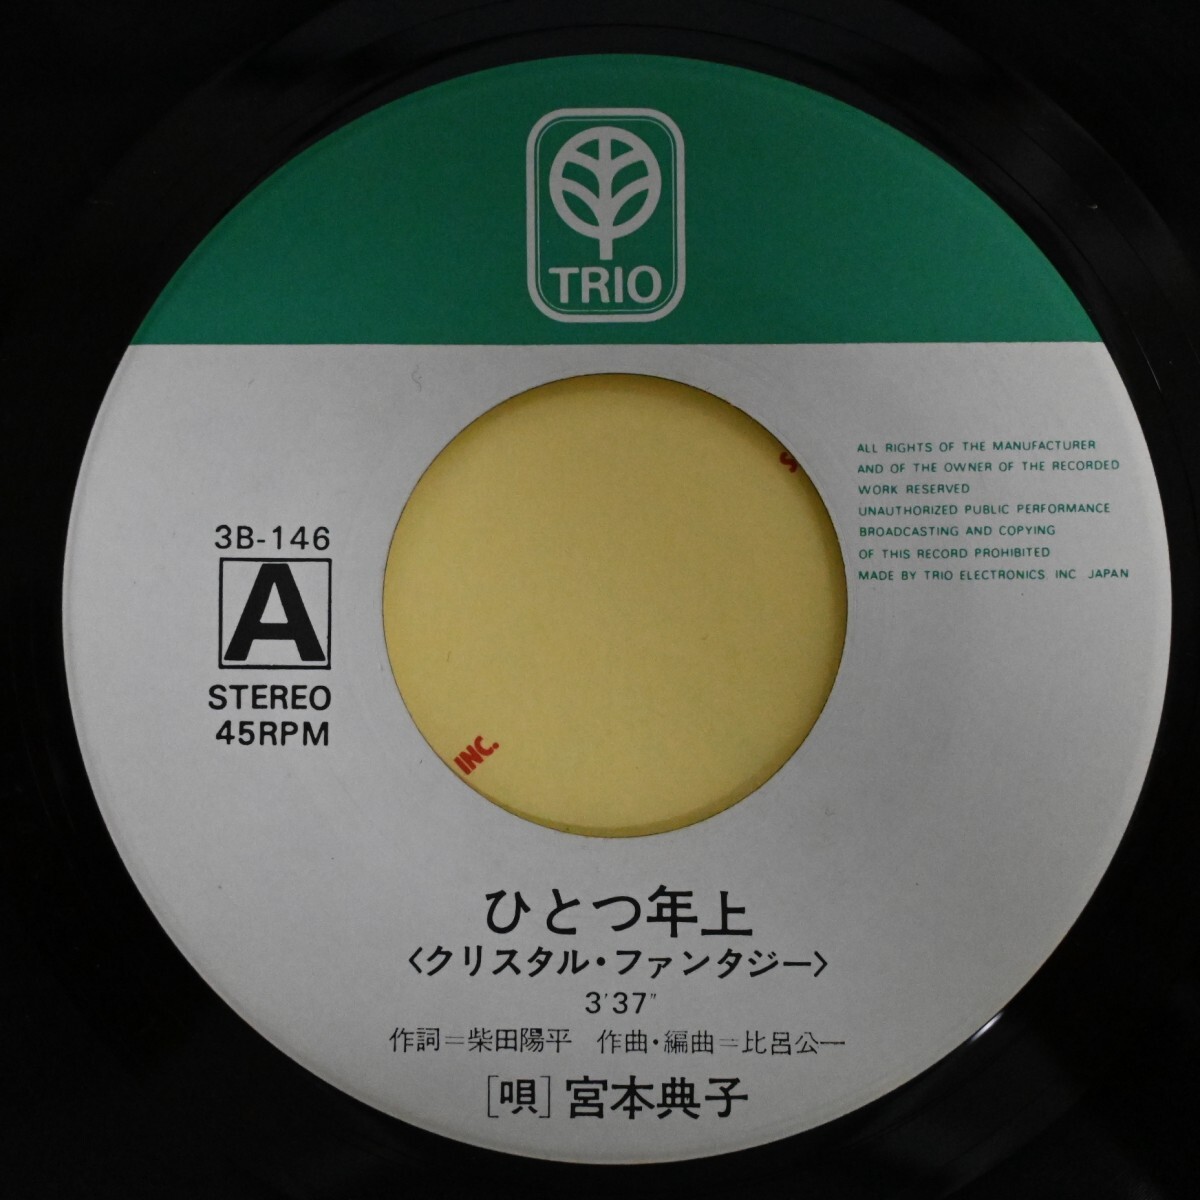 TRIO
ALL RIGHTS OF THE MANUFACTURER
AND OF THE OWNER OF THE RECORDED
WORK RESERVED
UNAUTHORIZED PUBLIC PERFORMANCE
BROADCASTING AND COPYING
OF THIS RECORD PROHIBITED
MADE BY TRIO ELECTRONICS, INC. JAPAN
3B-146
A
STEREO
45RPM
S
INC.
ひとつ年上
〈クリスタル・ファンタジー〉
3'37"
作詞=柴田陽平 作曲・編曲=比呂公一
[唄]宮本典子